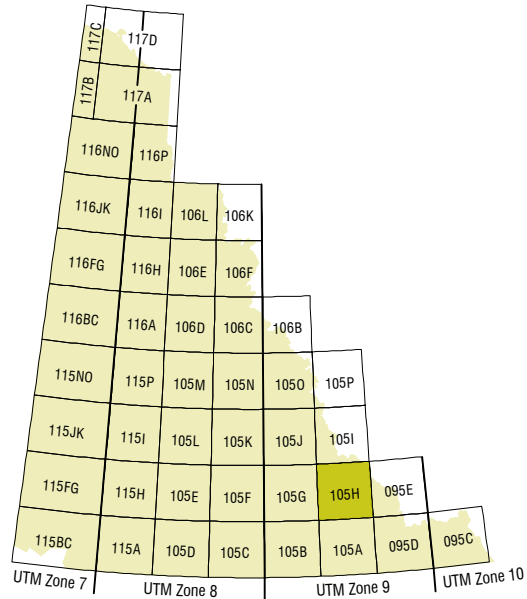 117C
117D
117B
117A
116NO
116P
116JK
116I
106L
106K
116FG
116H
106E
106F
116BC
116A
106D
106C
106B
115NO
115P
105M
105N
105O
105P
115JK
115I
105L
105K
105J
105I
115FG
115H
105E
105F
105G
105H
095E
115BC
115A
105D
105C
105B
105A
095D
095C
UTM Zone 7
UTM Zone 8
UTM Zone 9
UTM Zone 10